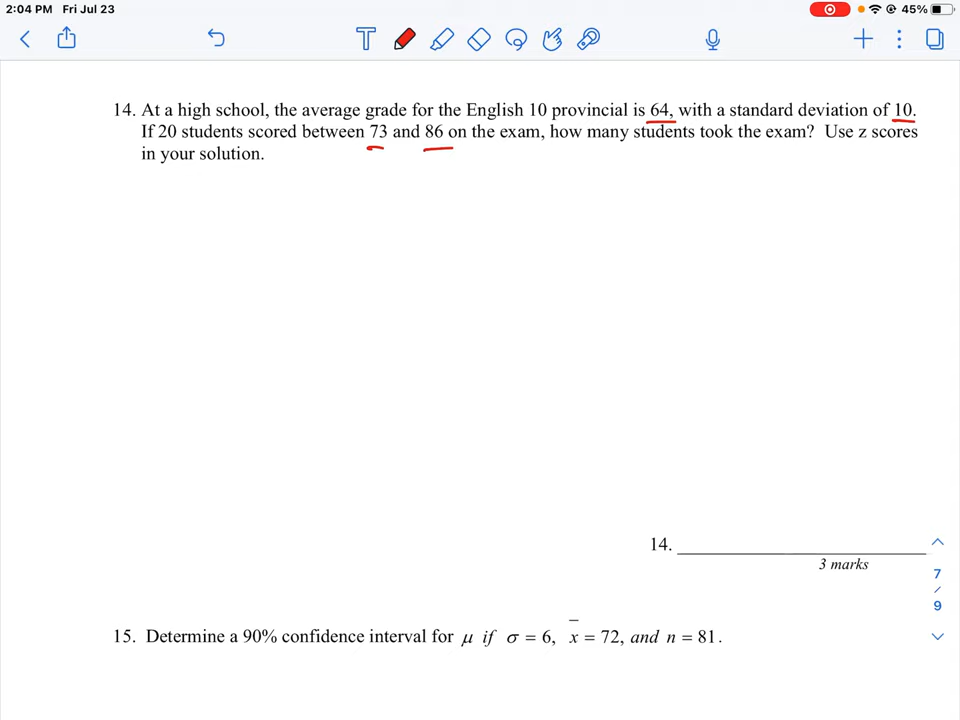 2:04 PM Fri Jul 23
45%
14. At a high school, the average grade for the English 10 provincial is 64, with a standard deviation of 10.
If 20 students scored between 73 and 86 on the exam, how many students took the exam? Use z scores
in your solution.
14. ____________________
3 marks
7
/
9
15. Determine a 90% confidence interval for μ if σ = 6, x̄ = 72, and n = 81.